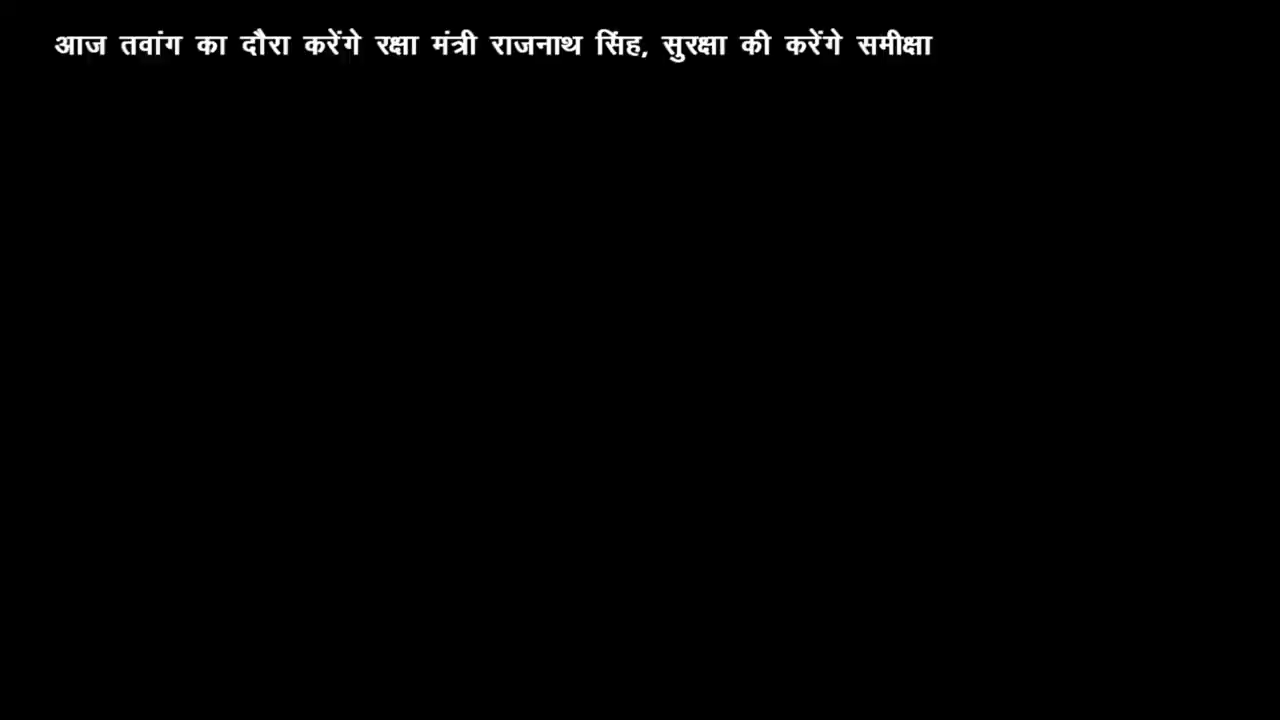 आज तवांग का दौरा करेंगे रक्षा मंत्री राजनाथ सिंह, सुरक्षा की करेंगे समीक्षा